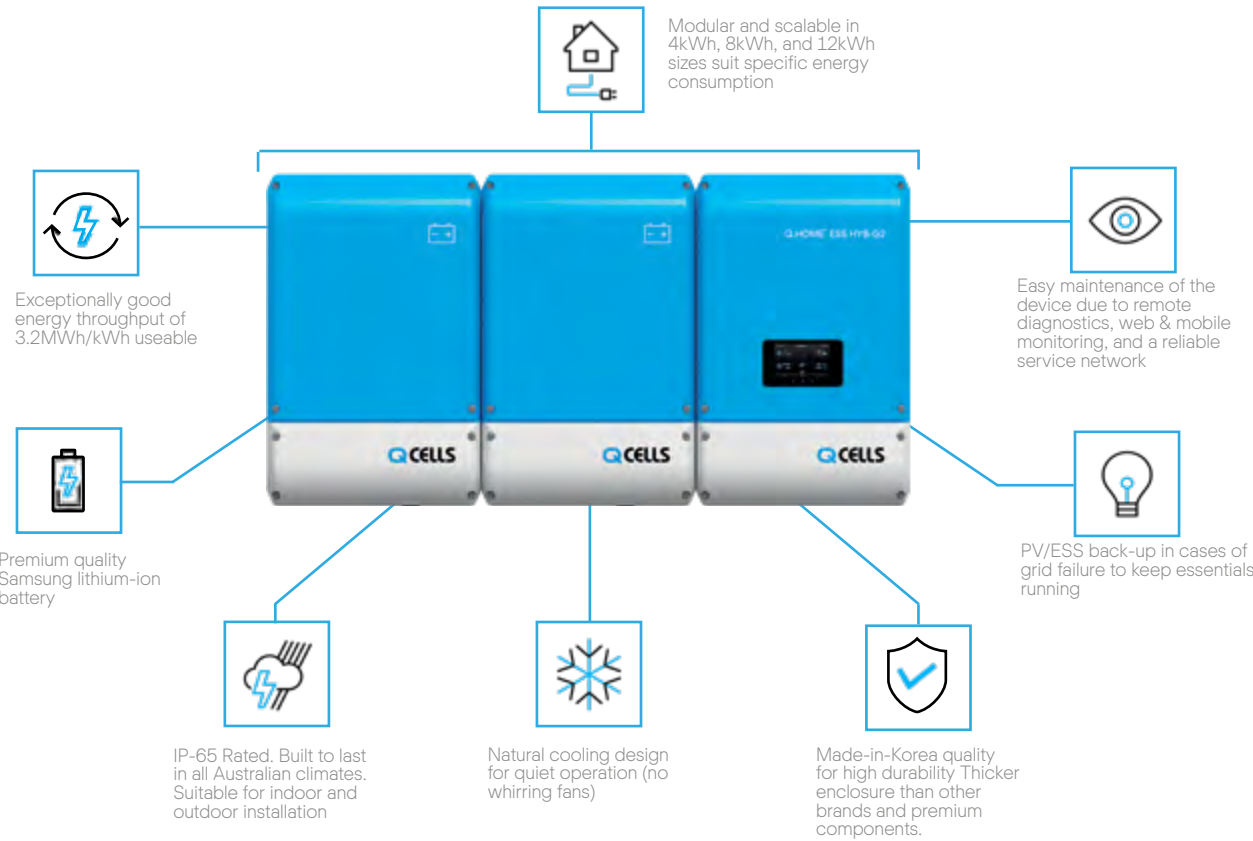 Modular and scalable in
4kWh, 8kWh, and 12kWh
sizes suit specific energy
consumption
Exceptionally good
energy throughput of
3.2MWh/kWh useable
Q.HOME+ ESS HYB-G2
Easy maintenance of the
device due to remote
diagnostics, web & mobile
monitoring, and a reliable
service network
Q CELLS
Q CELLS
Q CELLS
Premium quality
Samsung lithium-ion
battery
PV/ESS back-up in cases of
grid failure to keep essentials
running
IP-65 Rated. Built to last
in all Australian climates.
Suitable for indoor and
outdoor installation
Natural cooling design
for quiet operation (no
whirring fans)
Made-in-Korea quality
for high durability Thicker
enclosure than other
brands and premium
components.